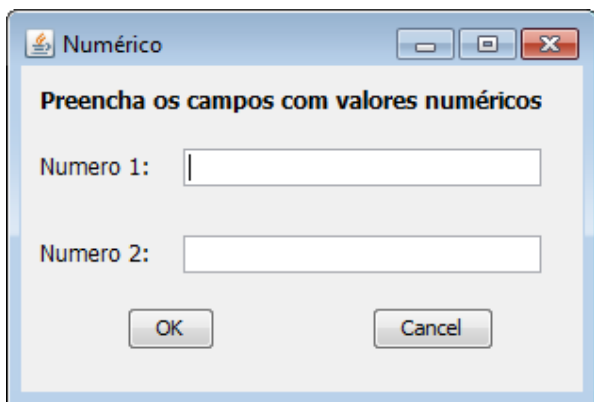 Numérico
Preencha os campos com valores numéricos
Numero 1:
Numero 2:
OK Cancel